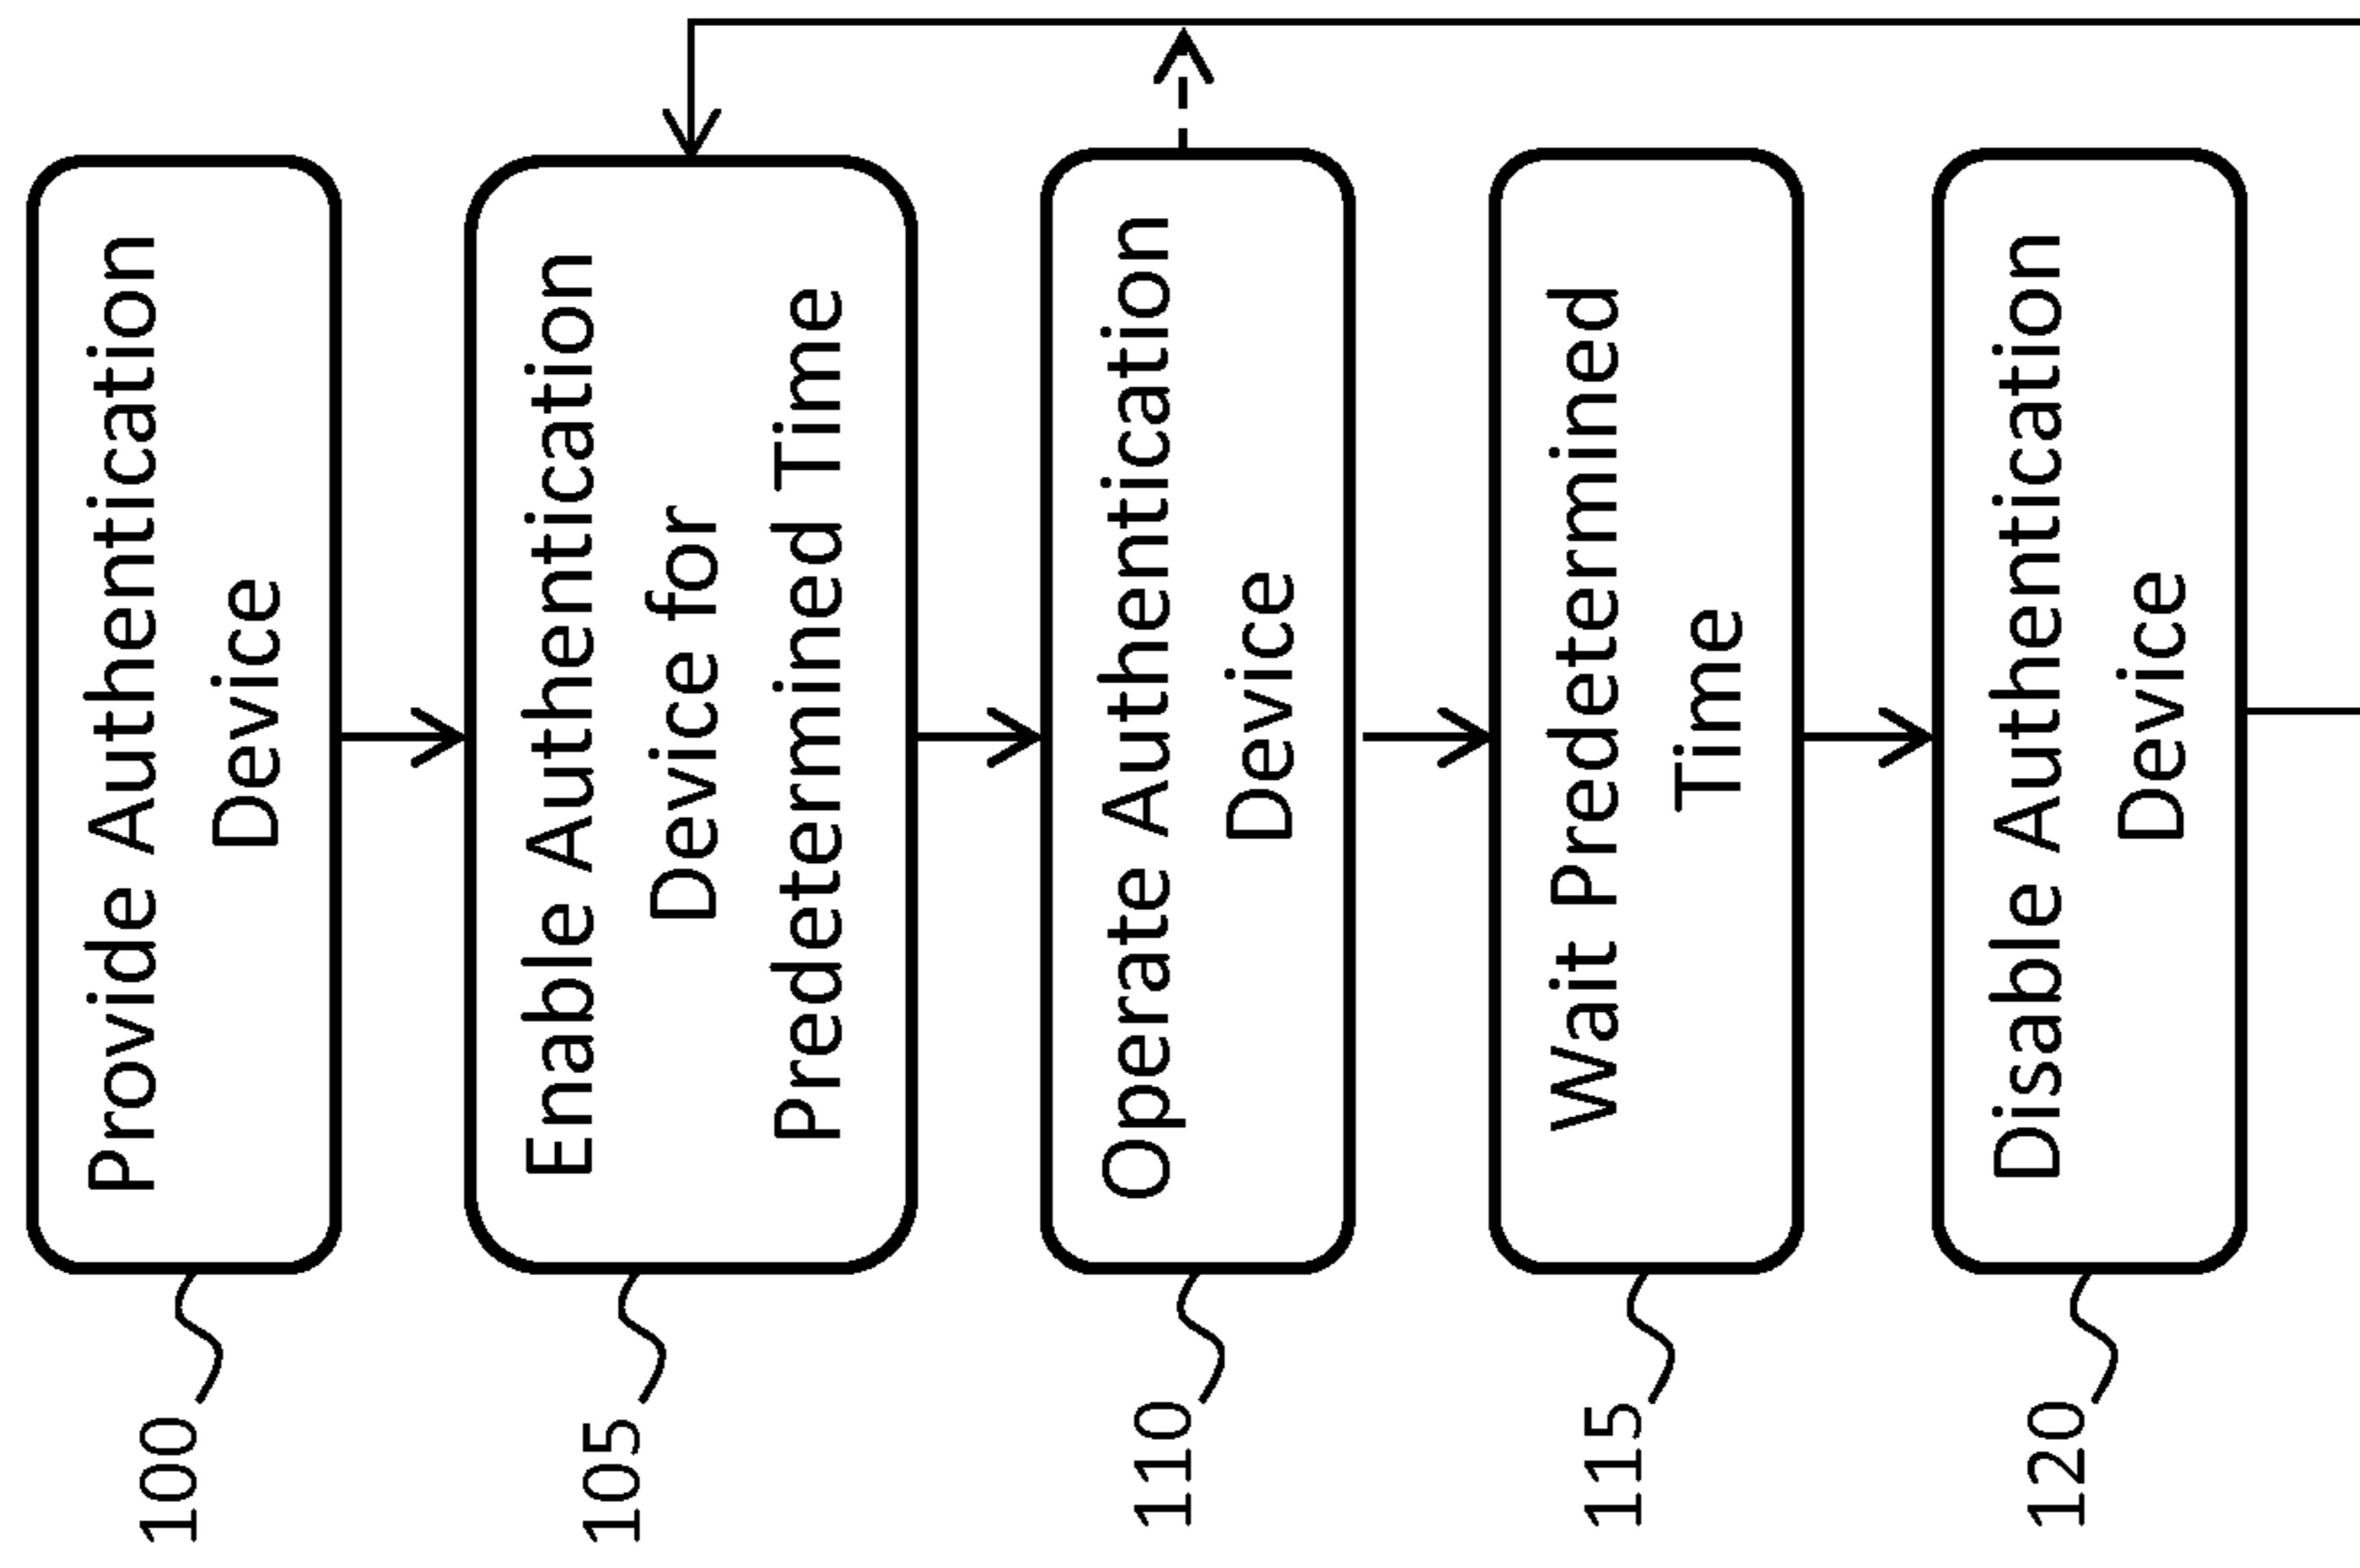 100
Provide Authentication
Device
105
Enable Authentication
Device for
Predetermined Time
110
Operate Authentication
Device
115
Wait Predetermined
Time
120
Disable Authentication
Device